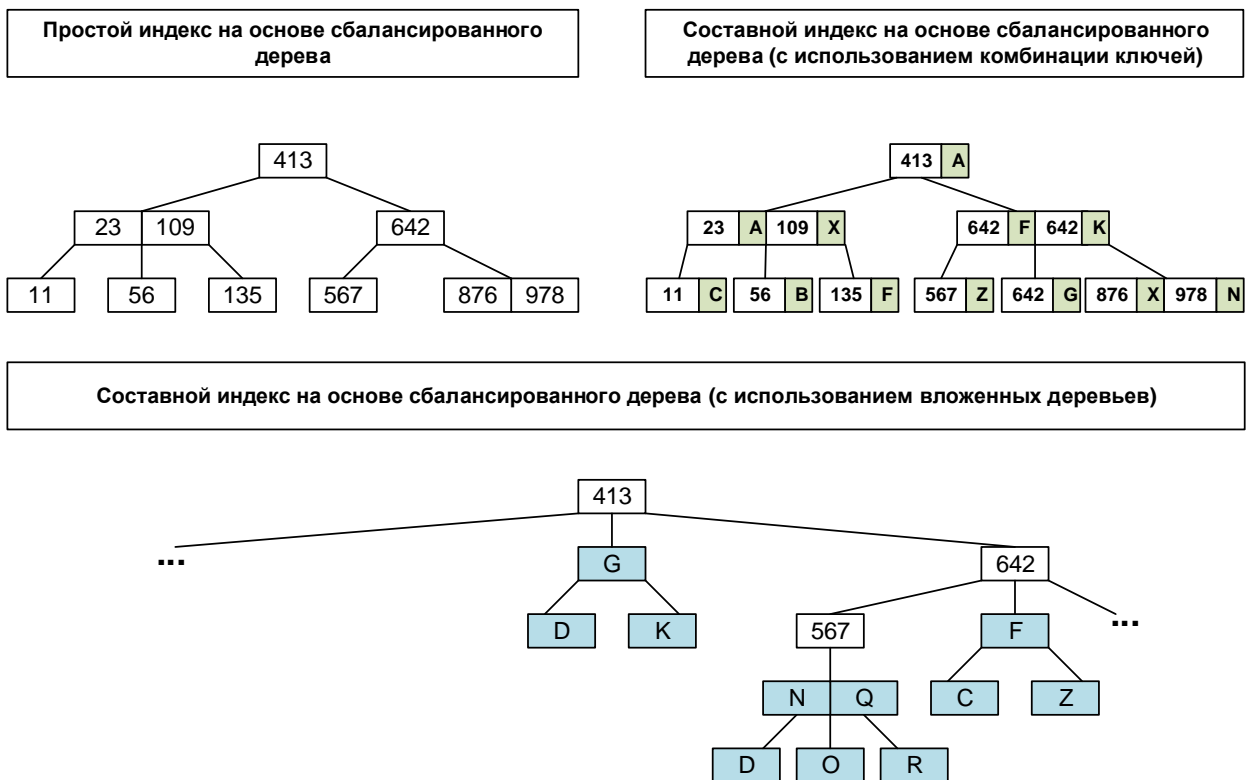 Простой индекс на основе сбалансированного
дерева
Составной индекс на основе сбалансированного
дерева (с использованием комбинации ключей)
413
23 109
642
11 56 135 567 876 978
413 A
23 A 109 X
642 F 642 K
11 C 56 B 135 F 567 Z 642 G 876 X 978 N
Составной индекс на основе сбалансированного дерева (с использованием вложенных деревьев)
413
... G 642
D K 567 F ...
N Q C Z
D O R